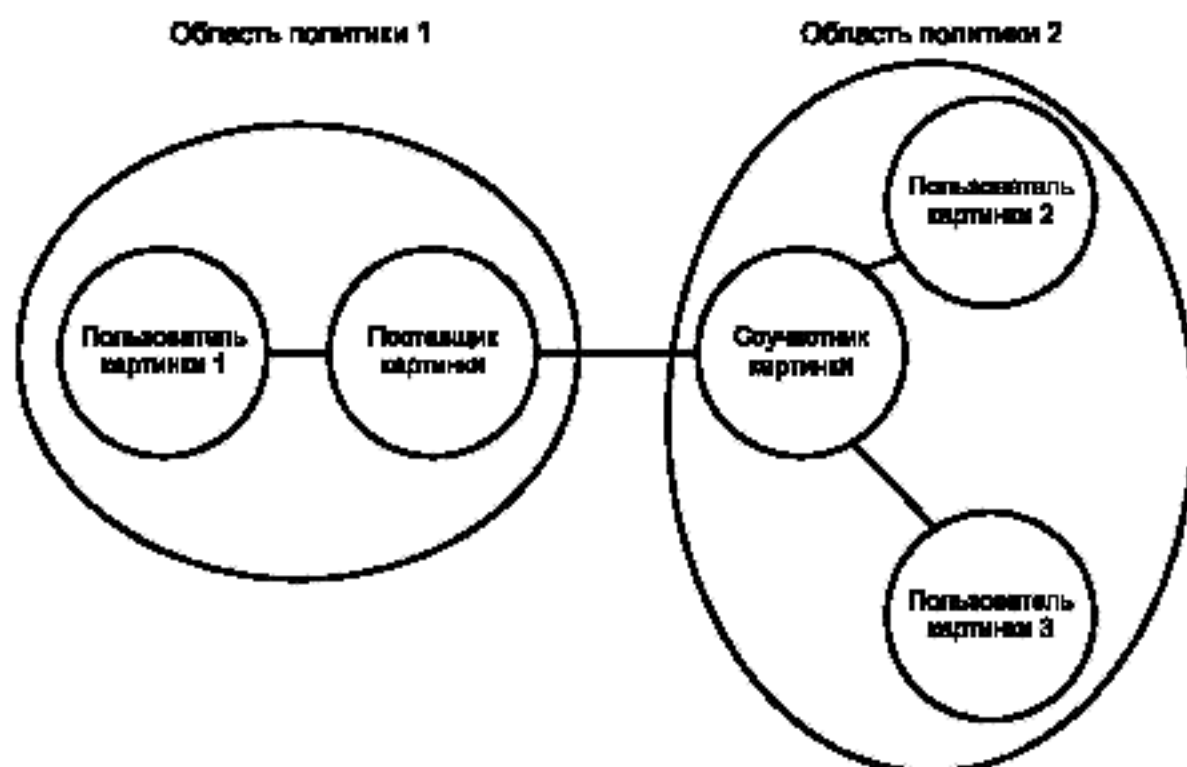 Область политики 1
Область политики 2
Пользователь
картинки 2
Пользователь
картинки 1
Поставщик
картинки
Соучастник
картинки
Пользователь
картинки 3